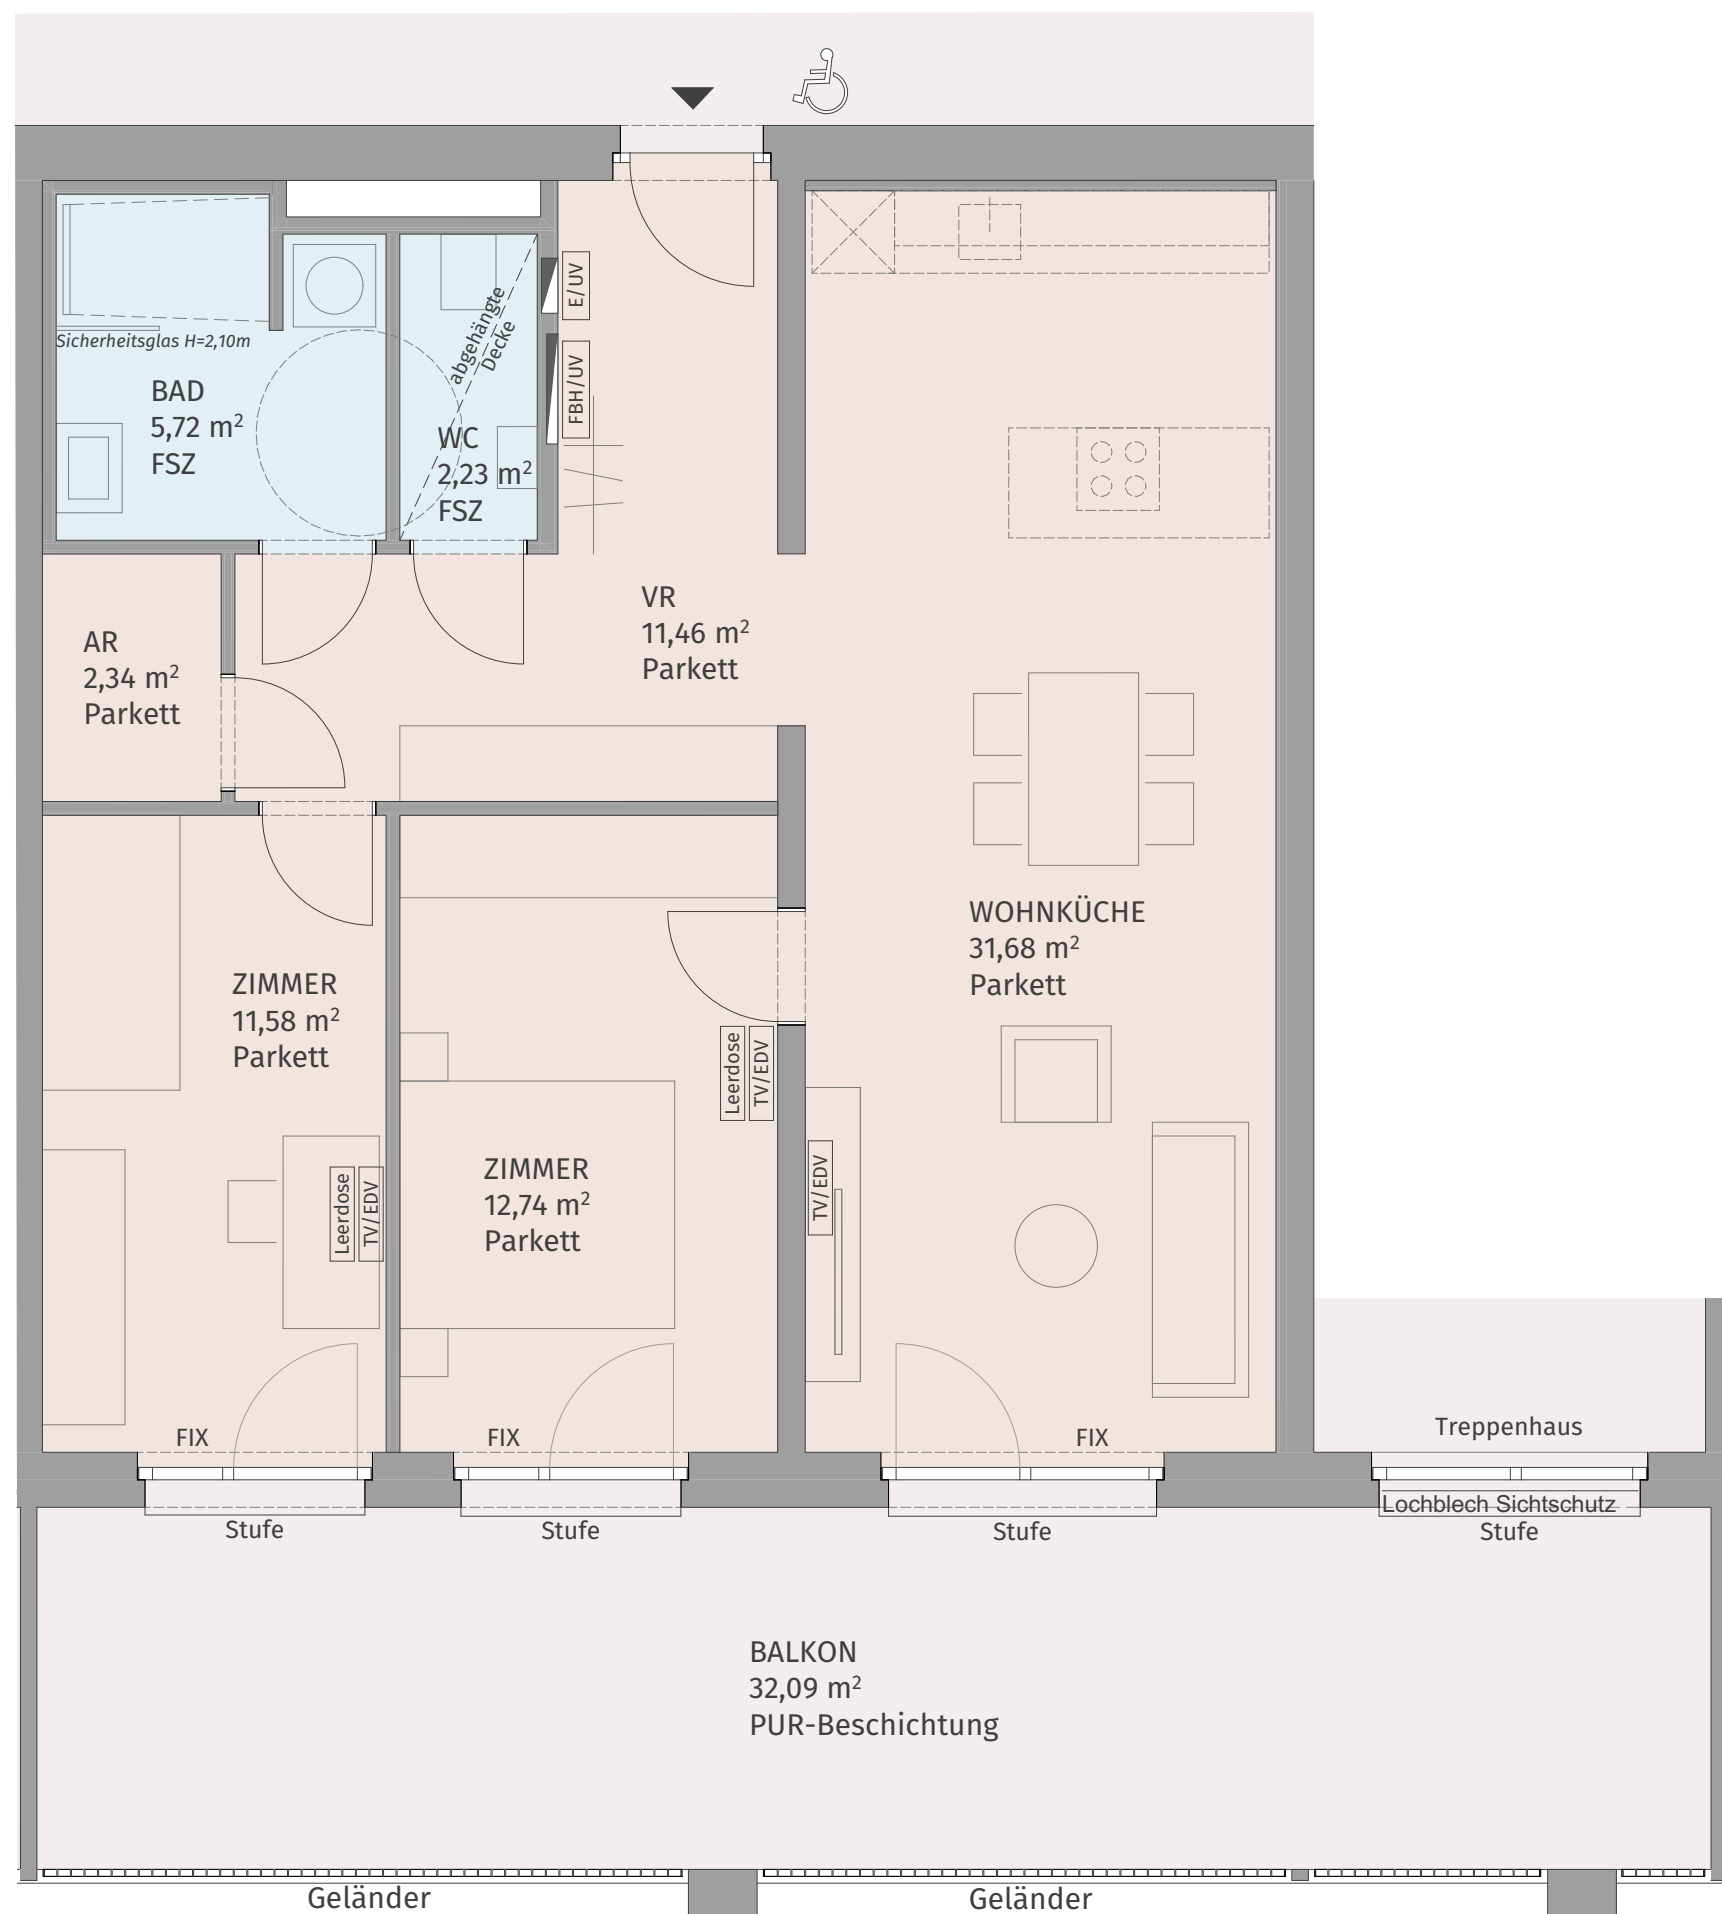 Sicherheitsglas H=2,10m
BAD
5,72 m²
FSZ
abgehängte
Decke
WC
2,23 m²
FSZ
E/UV
FBH/UV
AR
2,34 m²
Parkett
VR
11,46 m²
Parkett
WOHNKÜCHE
31,68 m²
Parkett
ZIMMER
11,58 m²
Parkett
Leerdose
TV/EDV
ZIMMER
12,74 m²
Parkett
Leerdose
TV/EDV
TV/EDV
FIX
FIX
FIX
Treppenhaus
Lochblech Sichtschutz
Stufe
Stufe
Stufe
Stufe
BALKON
32,09 m²
PUR-Beschichtung
Geländer
Geländer